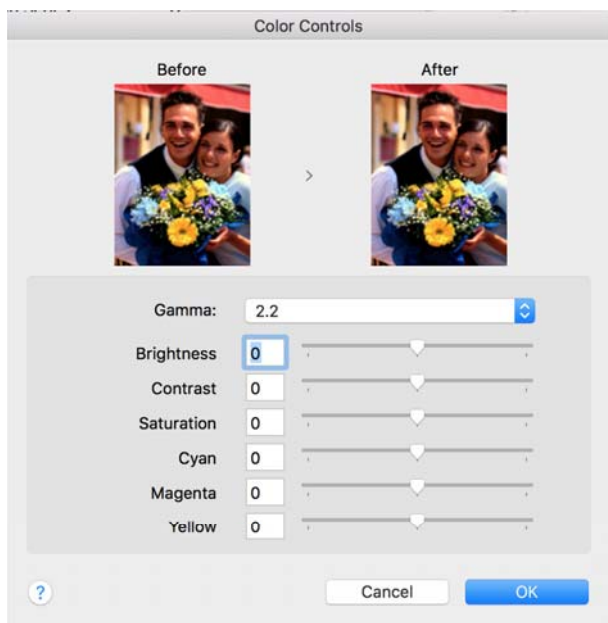 Color Controls
Before After
>
Gamma: 2.2
Brightness 0
Contrast 0
Saturation 0
Cyan 0
Magenta 0
Yellow 0
? Cancel OK